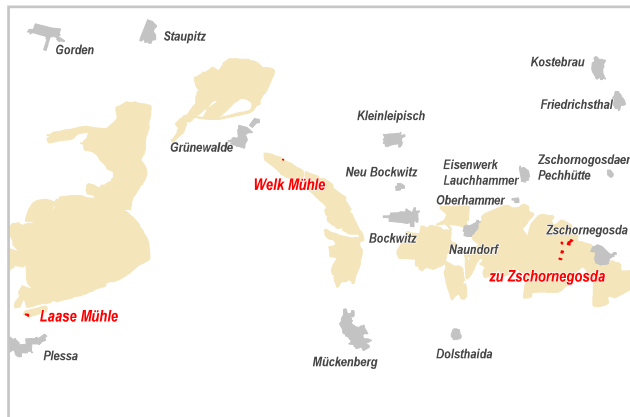 Staupitz
Gorden
Kostebrau
Friedrichsthal
Kleinleipisch
Grünewalde
Neu Bockwitz
Eisenwerk
Lauchhammer
Zschornogosdaer
Pechhütte
Welk Mühle
Oberhammer
Bockwitz
Naundorf
Zschornegosda
zu Zschornegosda
Laase Mühle
Plessa
Mückenberg
Dolsthaida